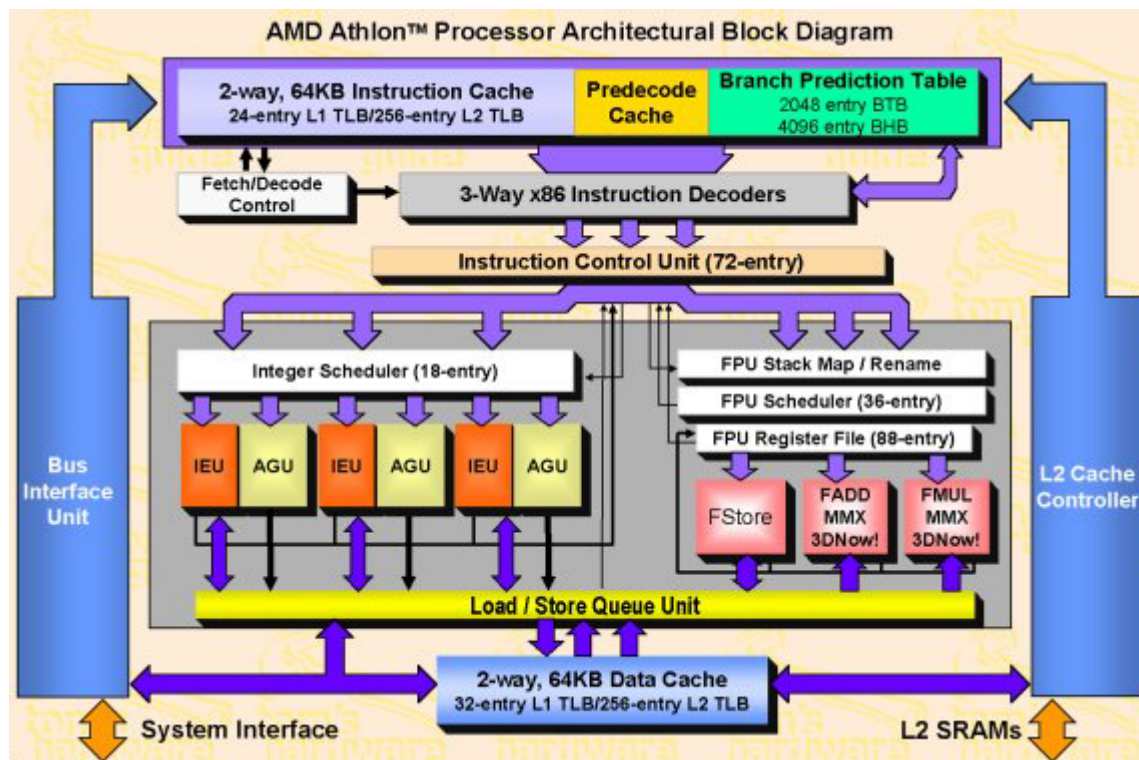 AMD Athlon™ Processor Architectural Block Diagram
2-way, 64KB Instruction Cache
24-entry L1 TLB/256-entry L2 TLB
Predecode
Cache
Branch Prediction Table
2048 entry BTB
4096 entry BHB
Fetch/Decode
Control
3-Way x86 Instruction Decoders
Instruction Control Unit (72-entry)
Integer Scheduler (18-entry)
FPU Stack Map / Rename
FPU Scheduler (36-entry)
FPU Register File (88-entry)
Bus
Interface
Unit
IEU
AGU
IEU
AGU
IEU
AGU
FStore
FADD
MMX
3DNow!
FMUL
MMX
3DNow!
L2 Cache
Controller
Load / Store Queue Unit
2-way, 64KB Data Cache
32-entry L1 TLB/256-entry L2 TLB
System Interface
L2 SRAMs